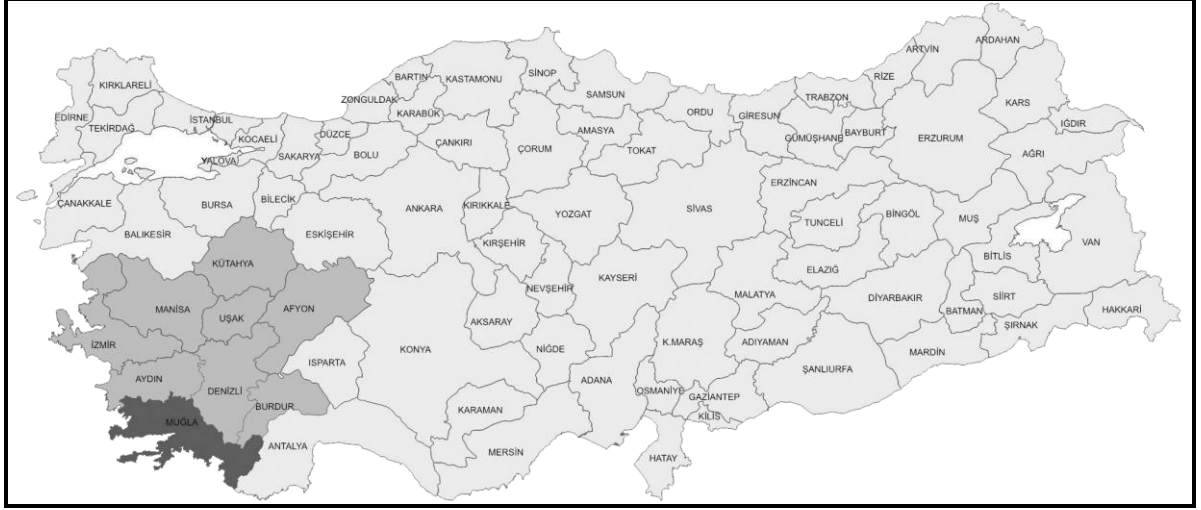 KIRKLARELİ
EDİRNE
TEKİRDAĞ
İSTANBUL
KOCAELİ
YALOVA
SAKARYA
DÜZCE
ZONGULDAK
BARTIN
KARABÜK
KASTAMONU
SİNOP
SAMSUN
ORDU
GİRESUN
TRABZON
RİZE
ARTVİN
ARDAHAN
KARS
IĞDIR
AĞRI
ERZURUM
BAYBURT
GÜMÜŞHANE
AMASYA
TOKAT
ÇORUM
ÇANKIRI
BOLU
BİLECİK
BURSA
ÇANAKKALE
BALIKESİR
ESKİŞEHİR
ANKARA
KIRIKKALE
KIRŞEHİR
YOZGAT
SİVAS
ERZİNCAN
TUNCELİ
BİNGÖL
MUŞ
BİTLİS
VAN
KÜTAHYA
MANİSA
UŞAK
AFYON
İZMİR
AYDIN
DENİZLİ
BURDUR
MUĞLA
ISPARTA
ANTALYA
KONYA
AKSARAY
NEVŞEHİR
KAYSERİ
NİĞDE
KARAMAN
MERSİN
ADANA
K.MARAŞ
MALATYA
ELAZIĞ
DİYARBAKIR
BATMAN
SİİRT
ŞIRNAK
HAKKARİ
MARDİN
ŞANLIURFA
ADIYAMAN
GAZİANTEP
KİLİS
OSMANİYE
HATAY